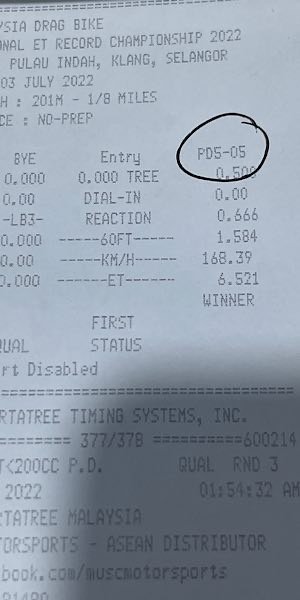 YSIA DRAG BIKE
ONAL ET RECORD CHAMPIONSHIP 2022
PULAU INDAH, KLANG, SELANGOR
03 JULY 2022
H : 201M - 1/8 MILES
CE : NO-PREP
BYE Entry PD5-05
0.000 0.000 TREE 0.500
0.00 DIAL-IN 0.00
-LB3- REACTION 0.666
0.000 -----60FT------ 1.584
0.00 -----KM/H------ 168.39
0.000 ------ET------- 6.521
WINNER
FIRST
QUAL STATUS
rt Disabled
RTATREE TIMING SYSTEMS, INC.
======== 377/378 ==========600214
T<200CC P.D. QUAL RND 3
2022 01:54:32 AM
RTATREE MALAYSIA
TORSPORTS - ASEAN DISTRIBUTOR
book.com/muscmotorsports